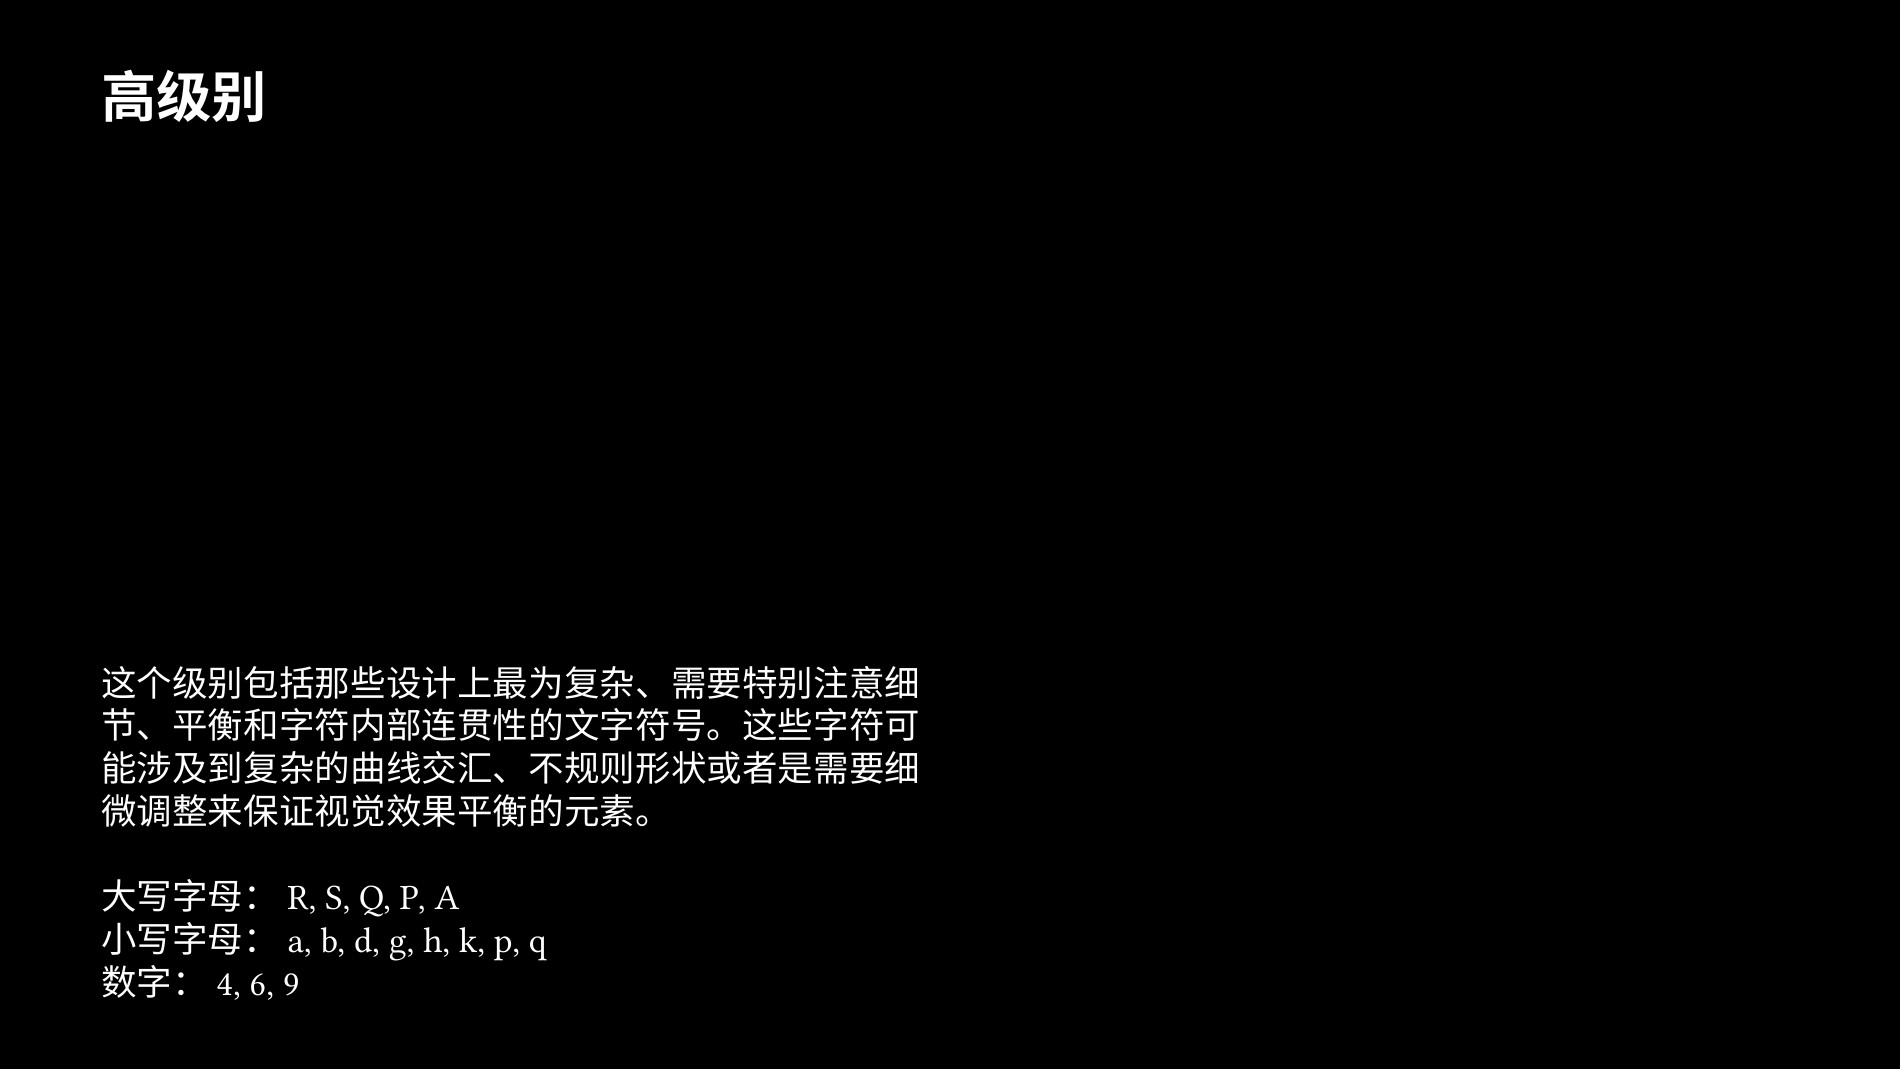 高级别
这个级别包括那些设计上最为复杂、需要特别注意细
节、平衡和字符内部连贯性的文字符号。这些字符可
能涉及到复杂的曲线交汇、不规则形状或者是需要细
微调整来保证视觉效果平衡的元素。
大写字母： R, S, Q, P, A
小写字母： a, b, d, g, h, k, p, q
数字： 4, 6, 9